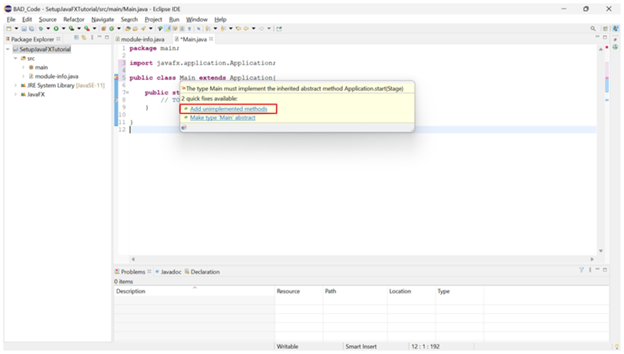 BAD_Code - SetupJavaFXTutorial/src/main/Main.java - Eclipse IDE
File Edit Source Refactor Navigate Search Project Run Window Help
Package Explorer
SetupJavaFXTutorial
src
main
module-info.java
JRE System Library [JavaSE-11]
JavaFX
module-info.java
*Main.java
1 package main;
2
3 import javafx.application.Application;
4
5 public class Main extends Application{
6
7 public st
8 // TO
9 }
10
11 }
12
The type Main must implement the inherited abstract method Application.start(Stage)
2 quick fixes available:
Add unimplemented methods
Make type 'Main' abstract
Problems Javadoc Declaration
0 items
Description Resource Path Location Type
Writable Smart Insert 12 : 1 : 192